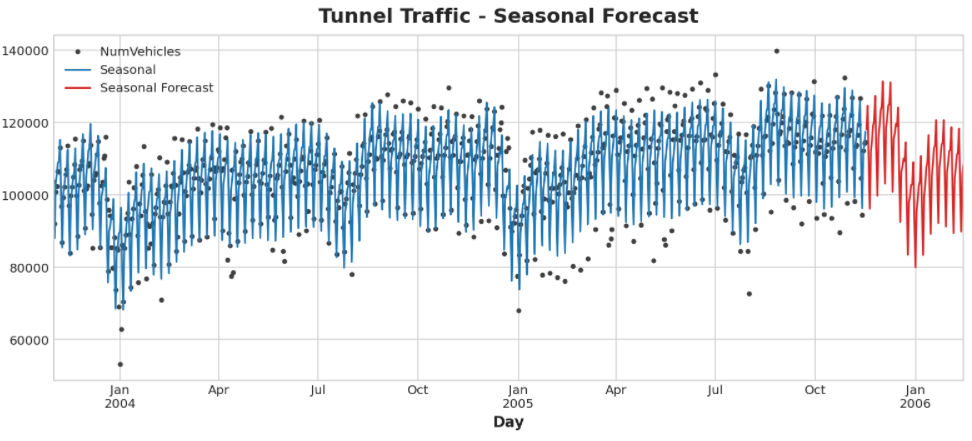 Tunnel Traffic - Seasonal Forecast
140000
120000
100000
80000
60000
NumVehicles
Seasonal
Seasonal Forecast
Jan Apr Jul Oct Jan Apr Jul Oct Jan
2004 2005 2006
Day